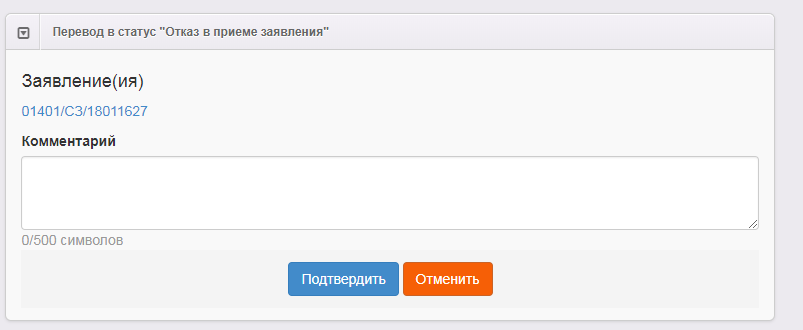 Перевод в статус "Отказ в приеме заявления"
Заявление(ия)
01401/СЗ/18011627
Комментарий
0/500 символов
Подтвердить Отменить